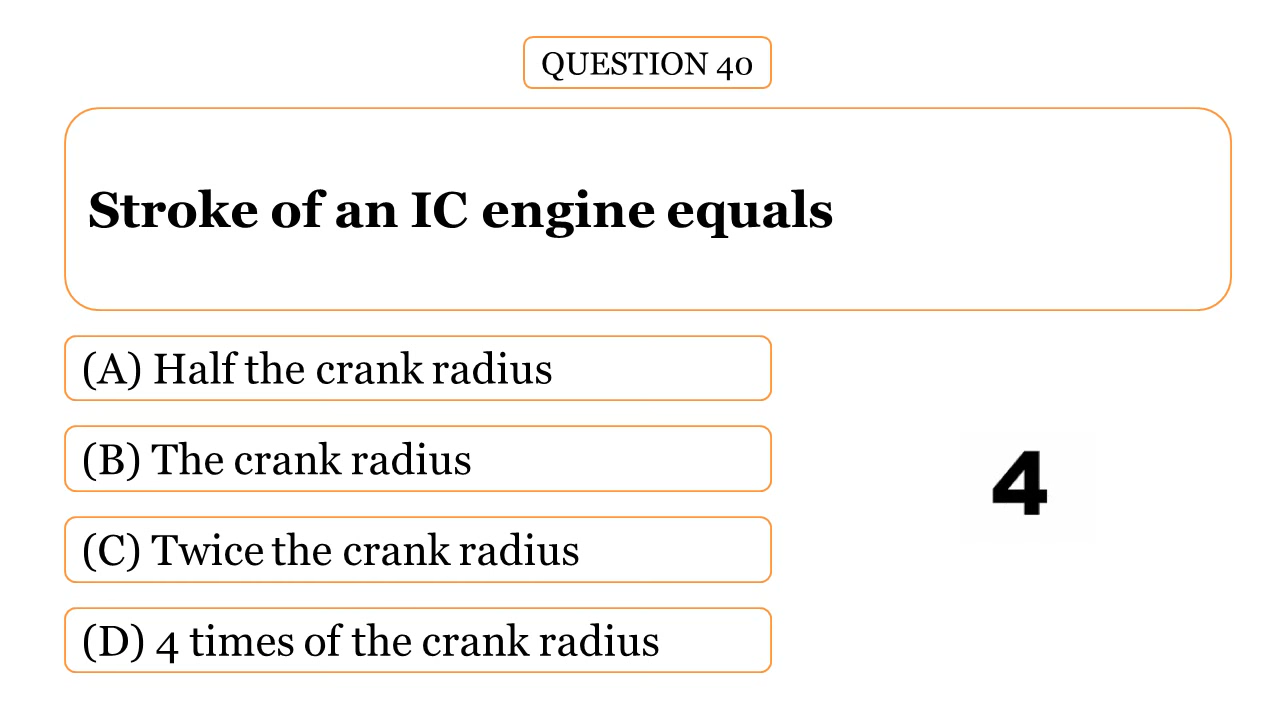 QUESTION 40
Stroke of an IC engine equals
(A) Half the crank radius
(B) The crank radius
(C) Twice the crank radius
(D) 4 times of the crank radius
4